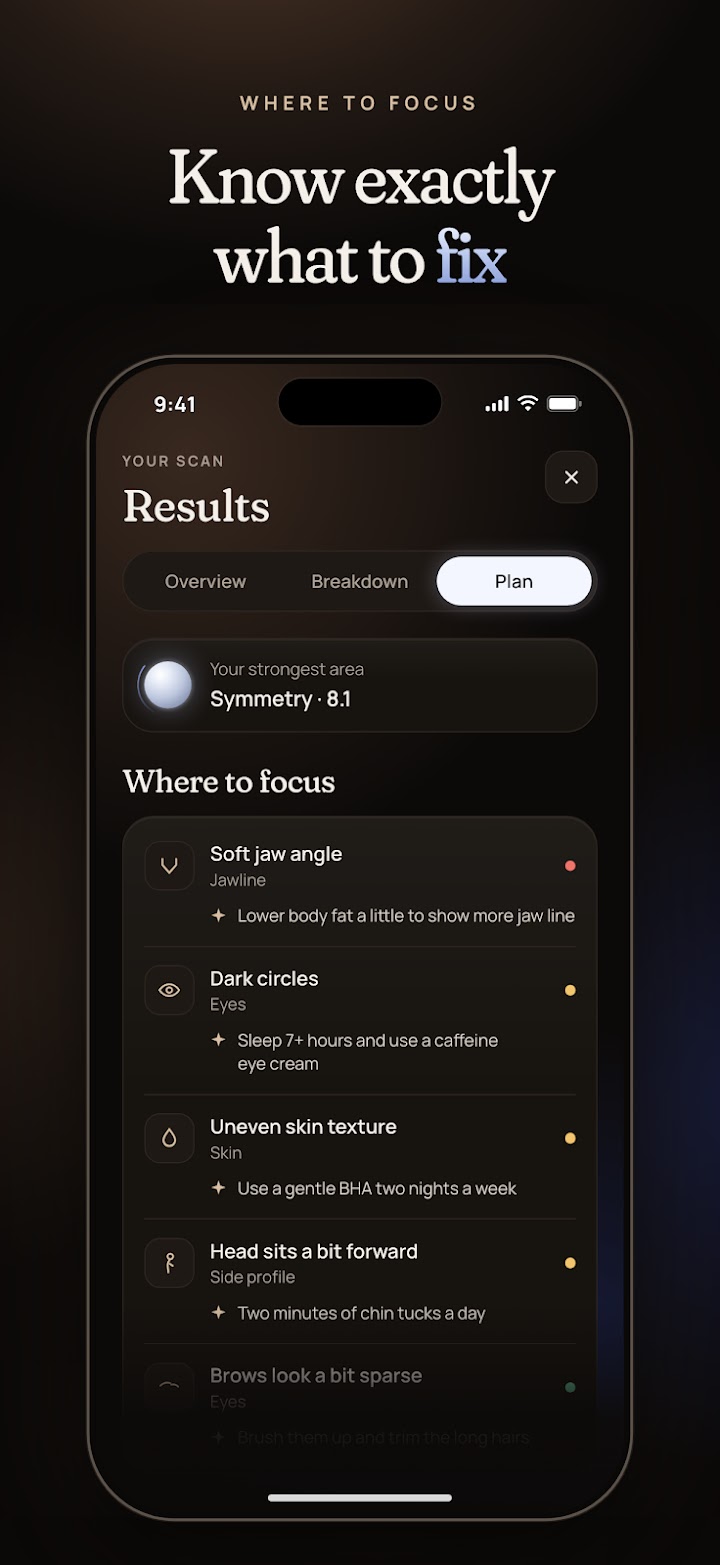 WHERE TO FOCUS
Know exactly
what to fix
9:41
YOUR SCAN
Results
Overview
Breakdown
Plan
Your strongest area
Symmetry · 8.1
Where to focus
Soft jaw angle
Jawline
Lower body fat a little to show more jaw line
Dark circles
Eyes
Sleep 7+ hours and use a caffeine
eye cream
Uneven skin texture
Skin
Use a gentle BHA two nights a week
Head sits a bit forward
Side profile
Two minutes of chin tucks a day
Brows look a bit sparse
Eyes
Brush them up and trim the long hairs